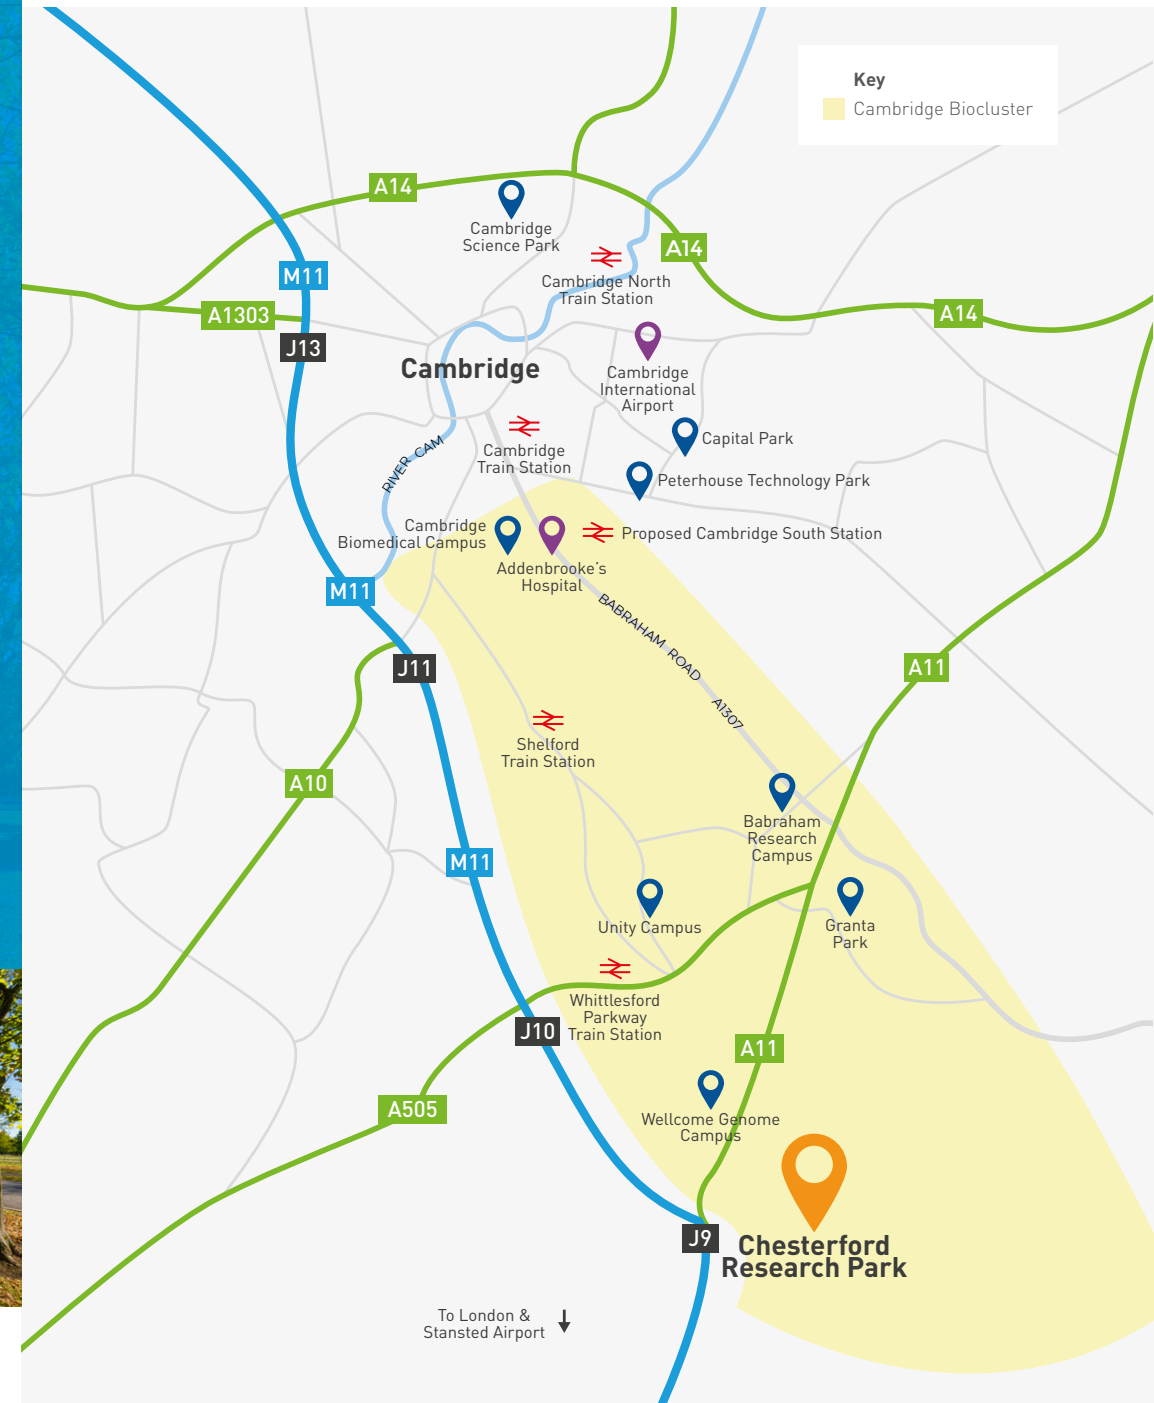 Key
Cambridge Biocluster
A14
Cambridge
Science Park
A14
Cambridge North
Train Station
M11
A1303
A14
J13
Cambridge
Cambridge
International
Airport
RIVER CAM
Cambridge
Train Station
Capital Park
Peterhouse Technology Park
Cambridge
Biomedical Campus
Addenbrooke's
Hospital
Proposed Cambridge South Station
M11
BABRAHAM ROAD
A1307
J11
A11
Shelford
Train Station
A10
Babraham
Research
Campus
M11
Unity Campus
Granta
Park
Whittlesford
Parkway
Train Station
J10
A11
A505
Wellcome Genome
Campus
J9
Chesterford
Research Park
To London &
Stansted Airport